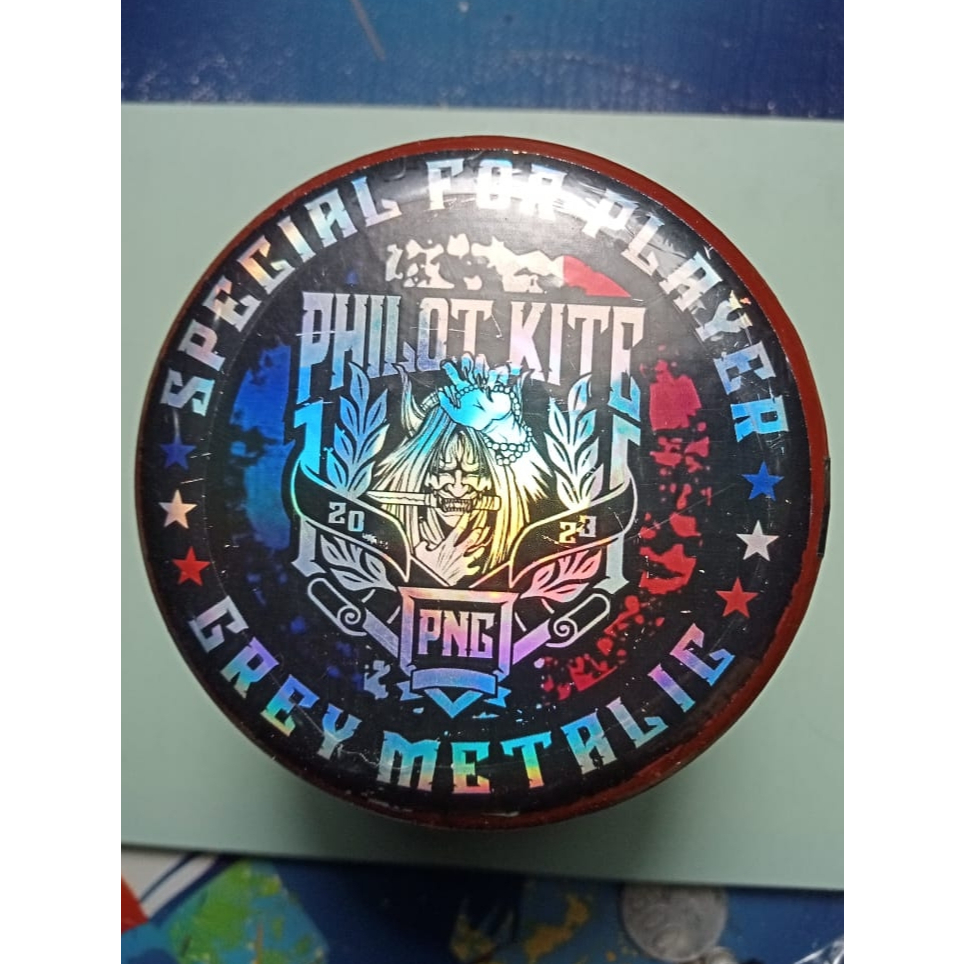 SPECIAL FOR PLAYER
PHILOT KITE
20 23
PNG
GREY METALIC